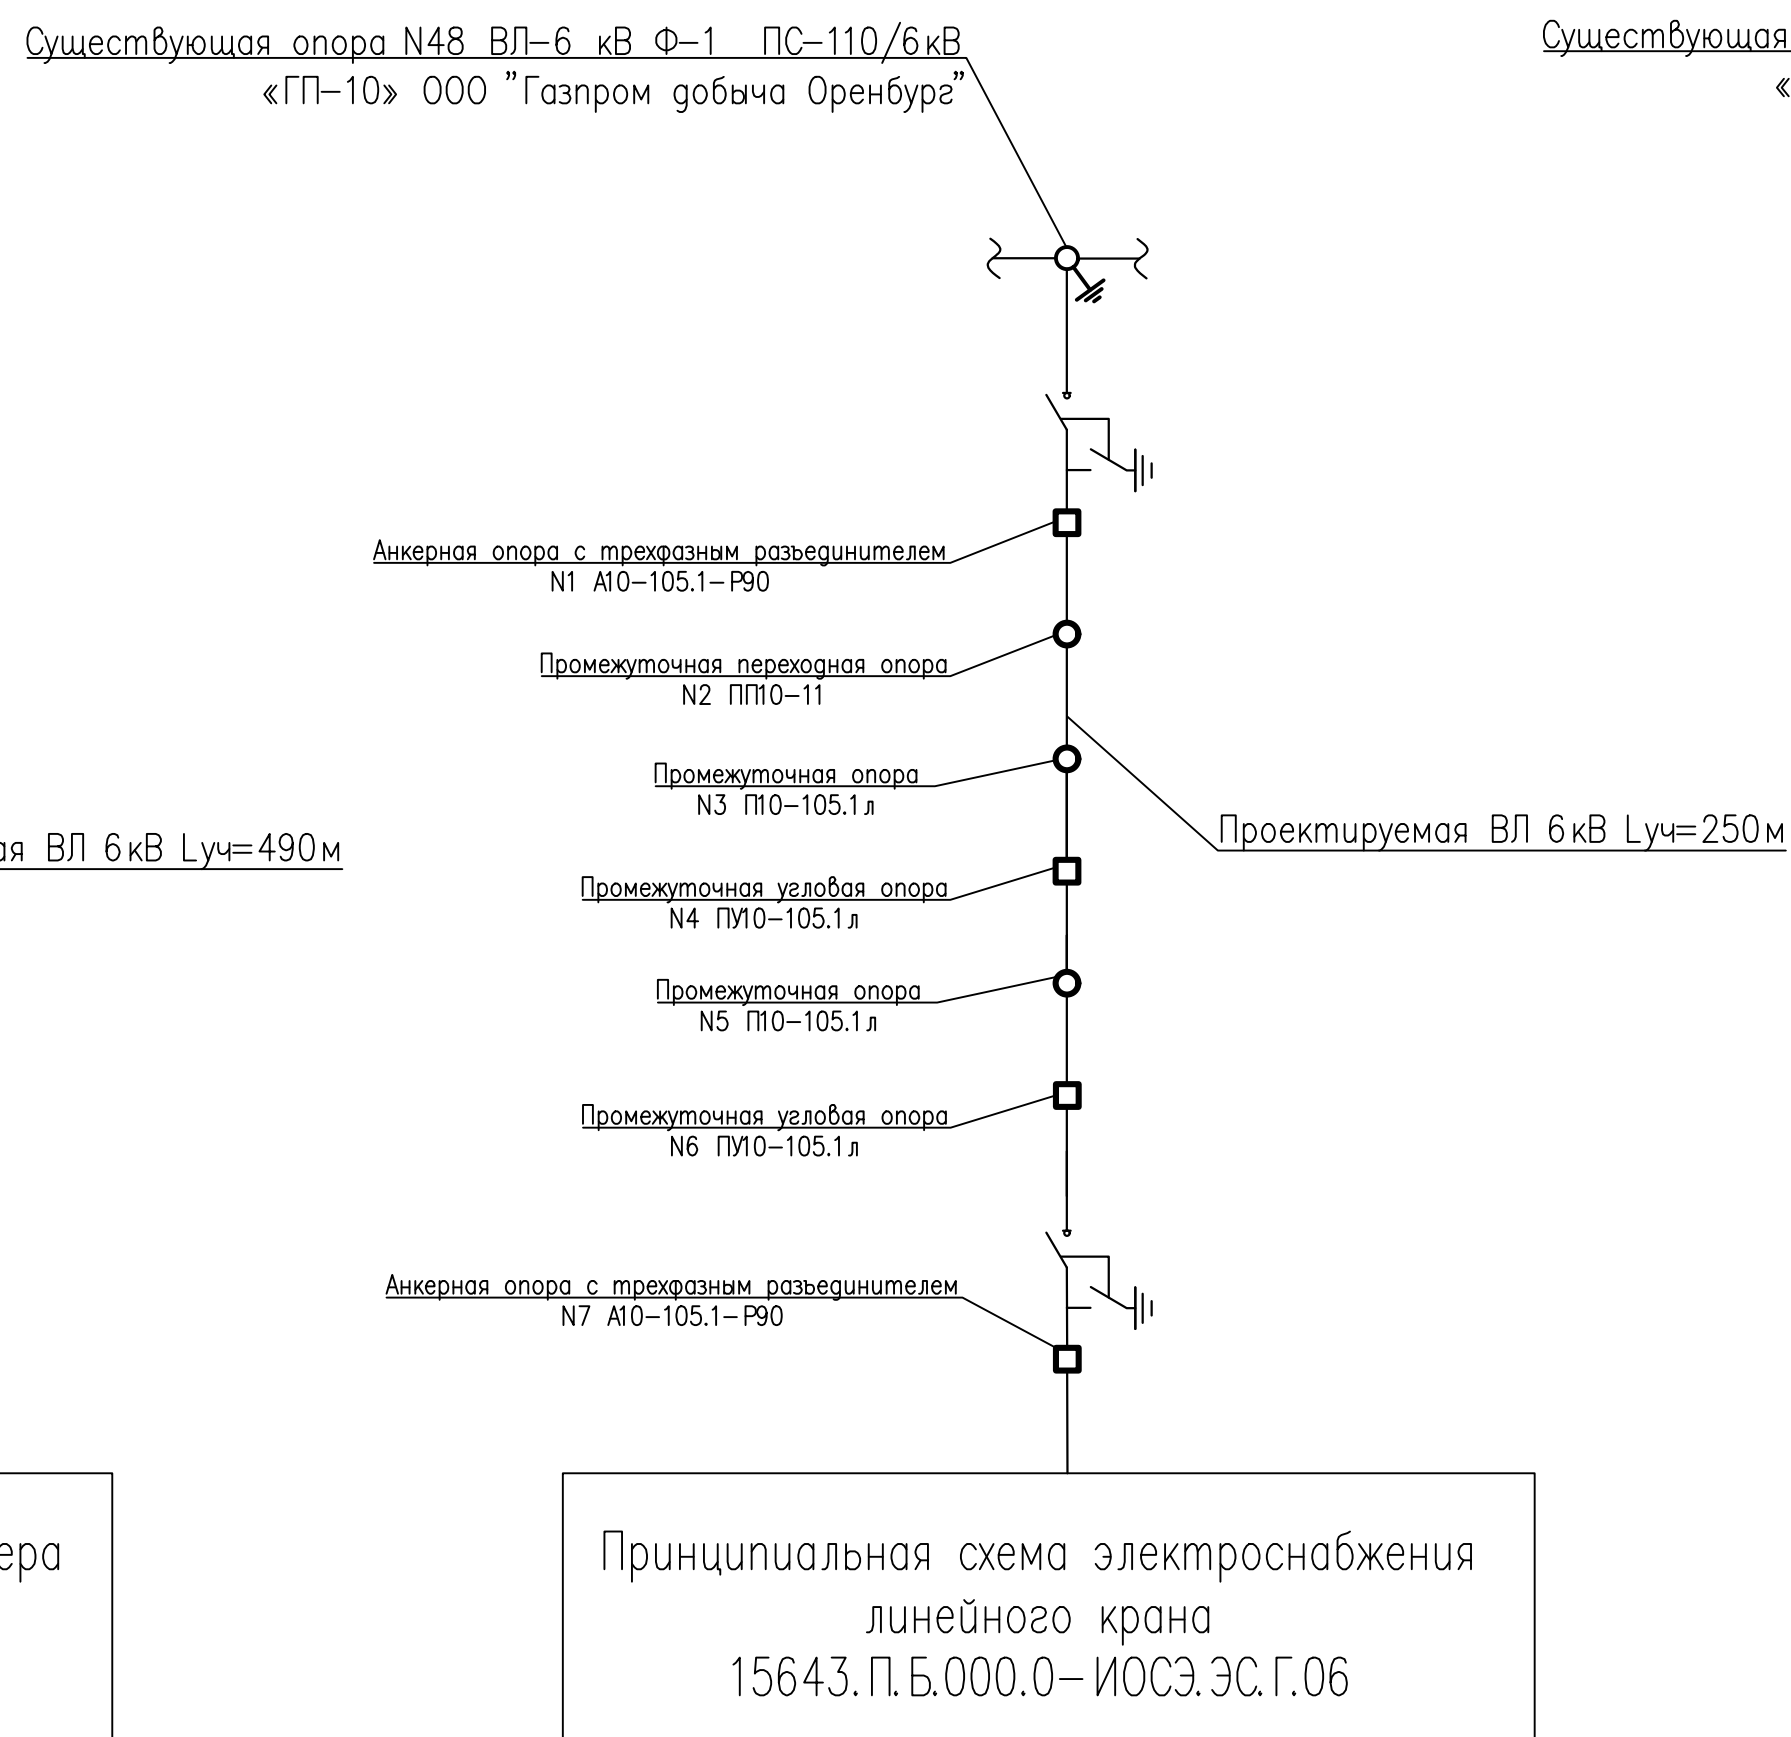 Существующая опора N48 ВЛ-6 кВ Ф-1 ПС-110/6кВ
«ГП-10» ООО "Газпром добыча Оренбург"
Существующая
«
Анкерная опора с трехфазным разъединителем
N1 А10-105.1-Р90
Промежуточная переходная опора
N2 ПП10-11
Промежуточная опора
N3 П10-105.1л
Проектируемая ВЛ 6кВ Lуч=250м
ая ВЛ 6кВ Lуч=490м
Промежуточная угловая опора
N4 ПУ10-105.1л
Промежуточная опора
N5 П10-105.1л
Промежуточная угловая опора
N6 ПУ10-105.1л
Анкерная опора с трехфазным разъединителем
N7 А10-105.1-Р90
ера
Принципиальная схема электроснабжения
линейного крана
15643.П.Б.000.0-ИОСЭ.ЭС.Г.06